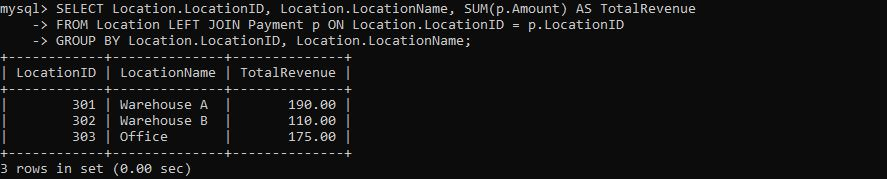 mysql> SELECT Location.LocationID, Location.LocationName, SUM(p.Amount) AS TotalRevenue
    -> FROM Location LEFT JOIN Payment p ON Location.LocationID = p.LocationID
    -> GROUP BY Location.LocationID, Location.LocationName;
+------------+--------------+--------------+
| LocationID | LocationName | TotalRevenue |
+------------+--------------+--------------+
|        301 | Warehouse A  |       190.00 |
|        302 | Warehouse B  |       110.00 |
|        303 | Office       |       175.00 |
+------------+--------------+--------------+
3 rows in set (0.00 sec)